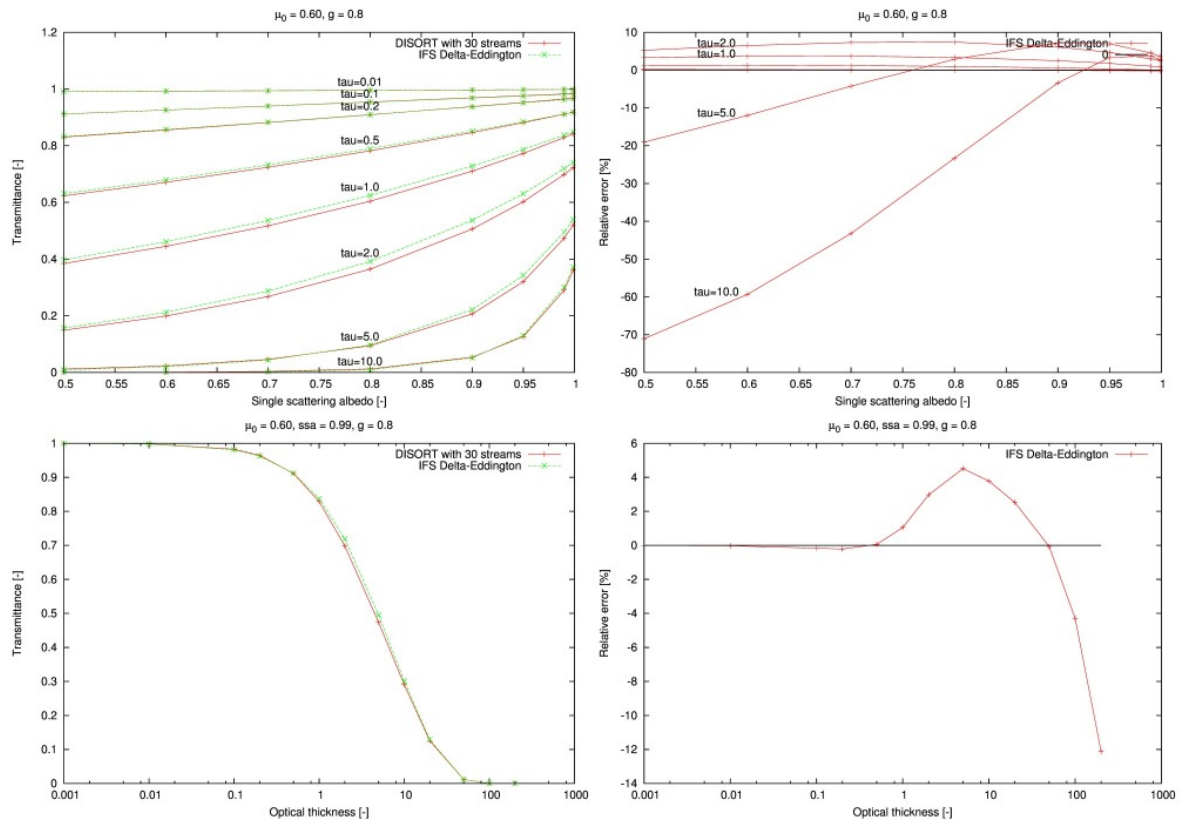 μ0 = 0.60, g = 0.8
DISORT with 30 streams
IFS Delta-Eddington
tau=0.01
tau=0.1
tau=0.2
tau=0.5
tau=1.0
tau=2.0
tau=5.0
tau=10.0
1.2
1
0.8
0.6
0.4
0.2
0
Transmittance [-]
0.5 0.55 0.6 0.65 0.7 0.75 0.8 0.85 0.9 0.95 1
Single scattering albedo [-]
μ0 = 0.60, g = 0.8
IFS Delta-Eddington
0
tau=2.0
tau=1.0
tau=5.0
tau=10.0
10
0
-10
-20
-30
-40
-50
-60
-70
-80
Relative error [%]
0.5 0.55 0.6 0.65 0.7 0.75 0.8 0.85 0.9 0.95 1
Single scattering albedo [-]
μ0 = 0.60, ssa = 0.99, g = 0.8
DISORT with 30 streams
IFS Delta-Eddington
1
0.9
0.8
0.7
0.6
0.5
0.4
0.3
0.2
0.1
0
Transmittance [-]
0.001 0.01 0.1 1 10 100 1000
Optical thickness [-]
μ0 = 0.60, ssa = 0.99, g = 0.8
IFS Delta-Eddington
6
4
2
0
-2
-4
-6
-8
-10
-12
-14
Relative error [%]
0.001 0.01 0.1 1 10 100 1000
Optical thickness [-]